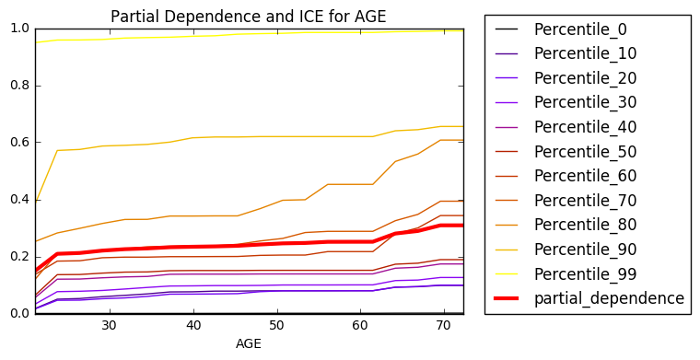 Partial Dependence and ICE for AGE
1.0
0.8
0.6
0.4
0.2
0.0
30
40
50
60
70
AGE
Percentile_0
Percentile_10
Percentile_20
Percentile_30
Percentile_40
Percentile_50
Percentile_60
Percentile_70
Percentile_80
Percentile_90
Percentile_99
partial_dependence